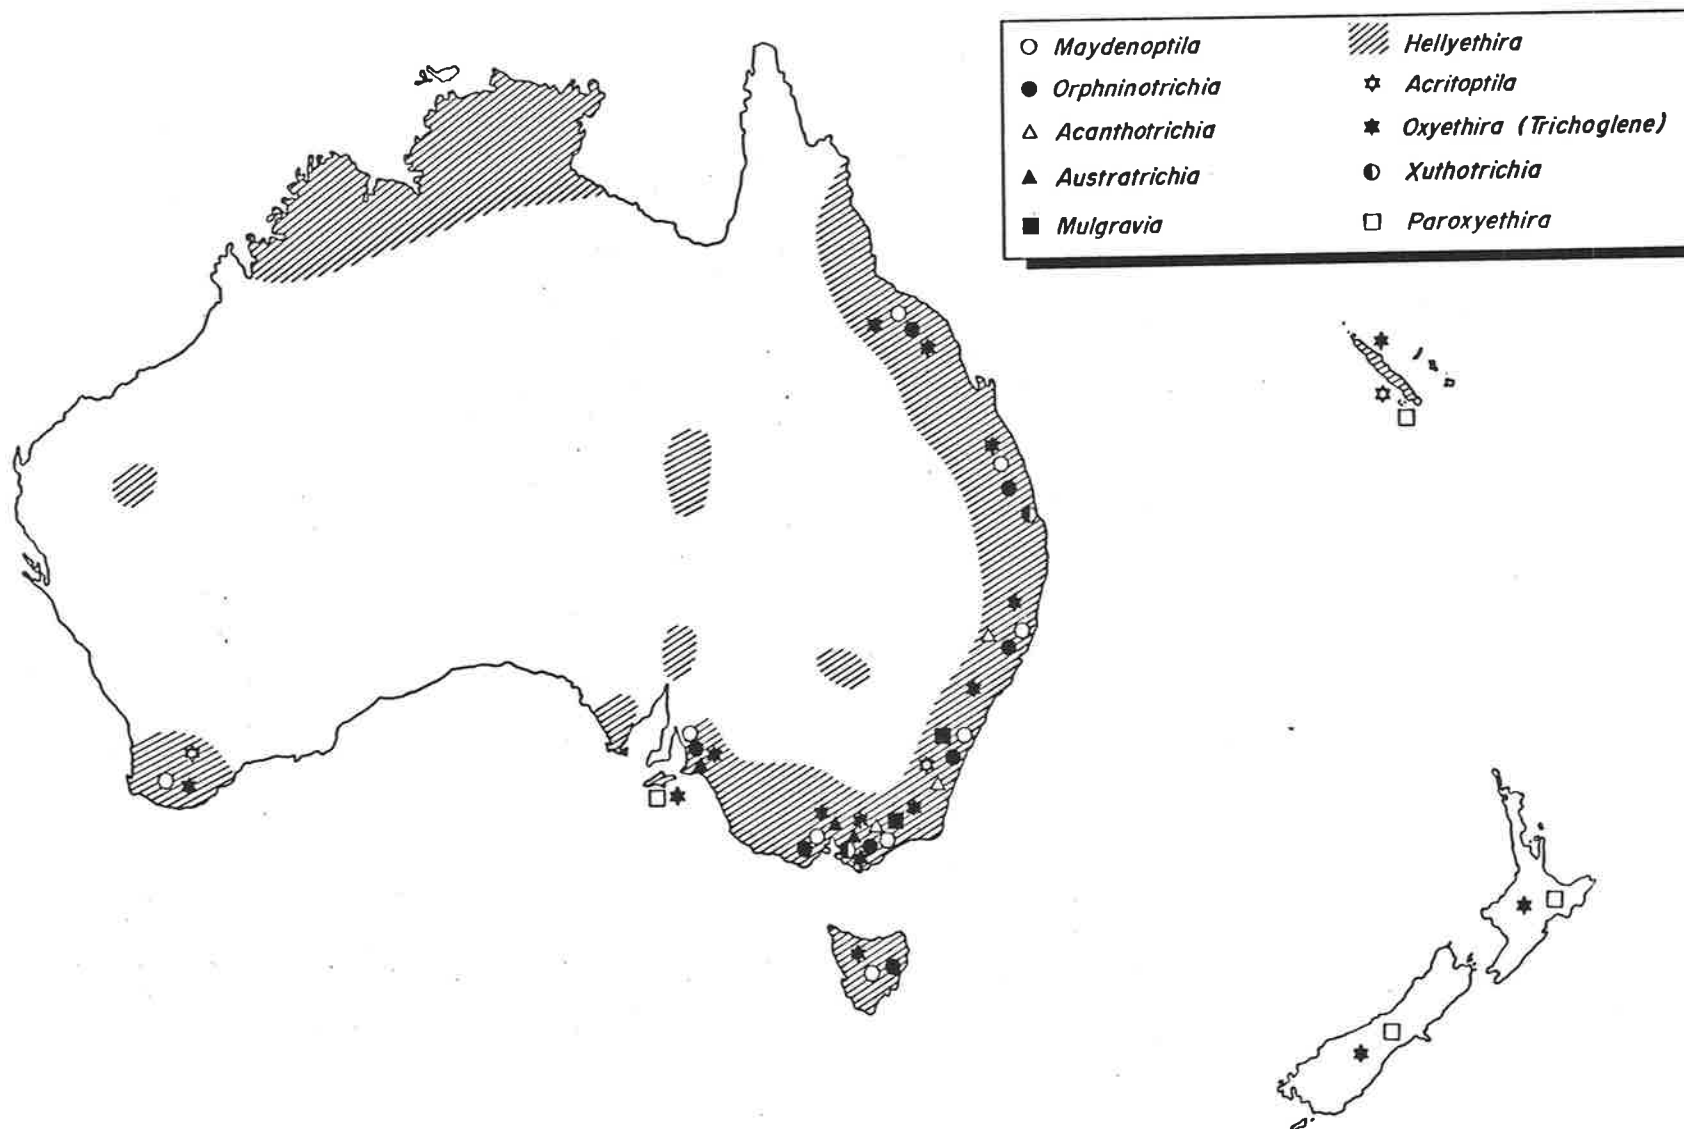 Maydenoptila
Orphninotrichia
Acanthotrichia
Austratrichia
Mulgravia
Hellyethira
Acritoptila
Oxyethira (Trichoglene)
Xuthotrichia
Paroxyethira